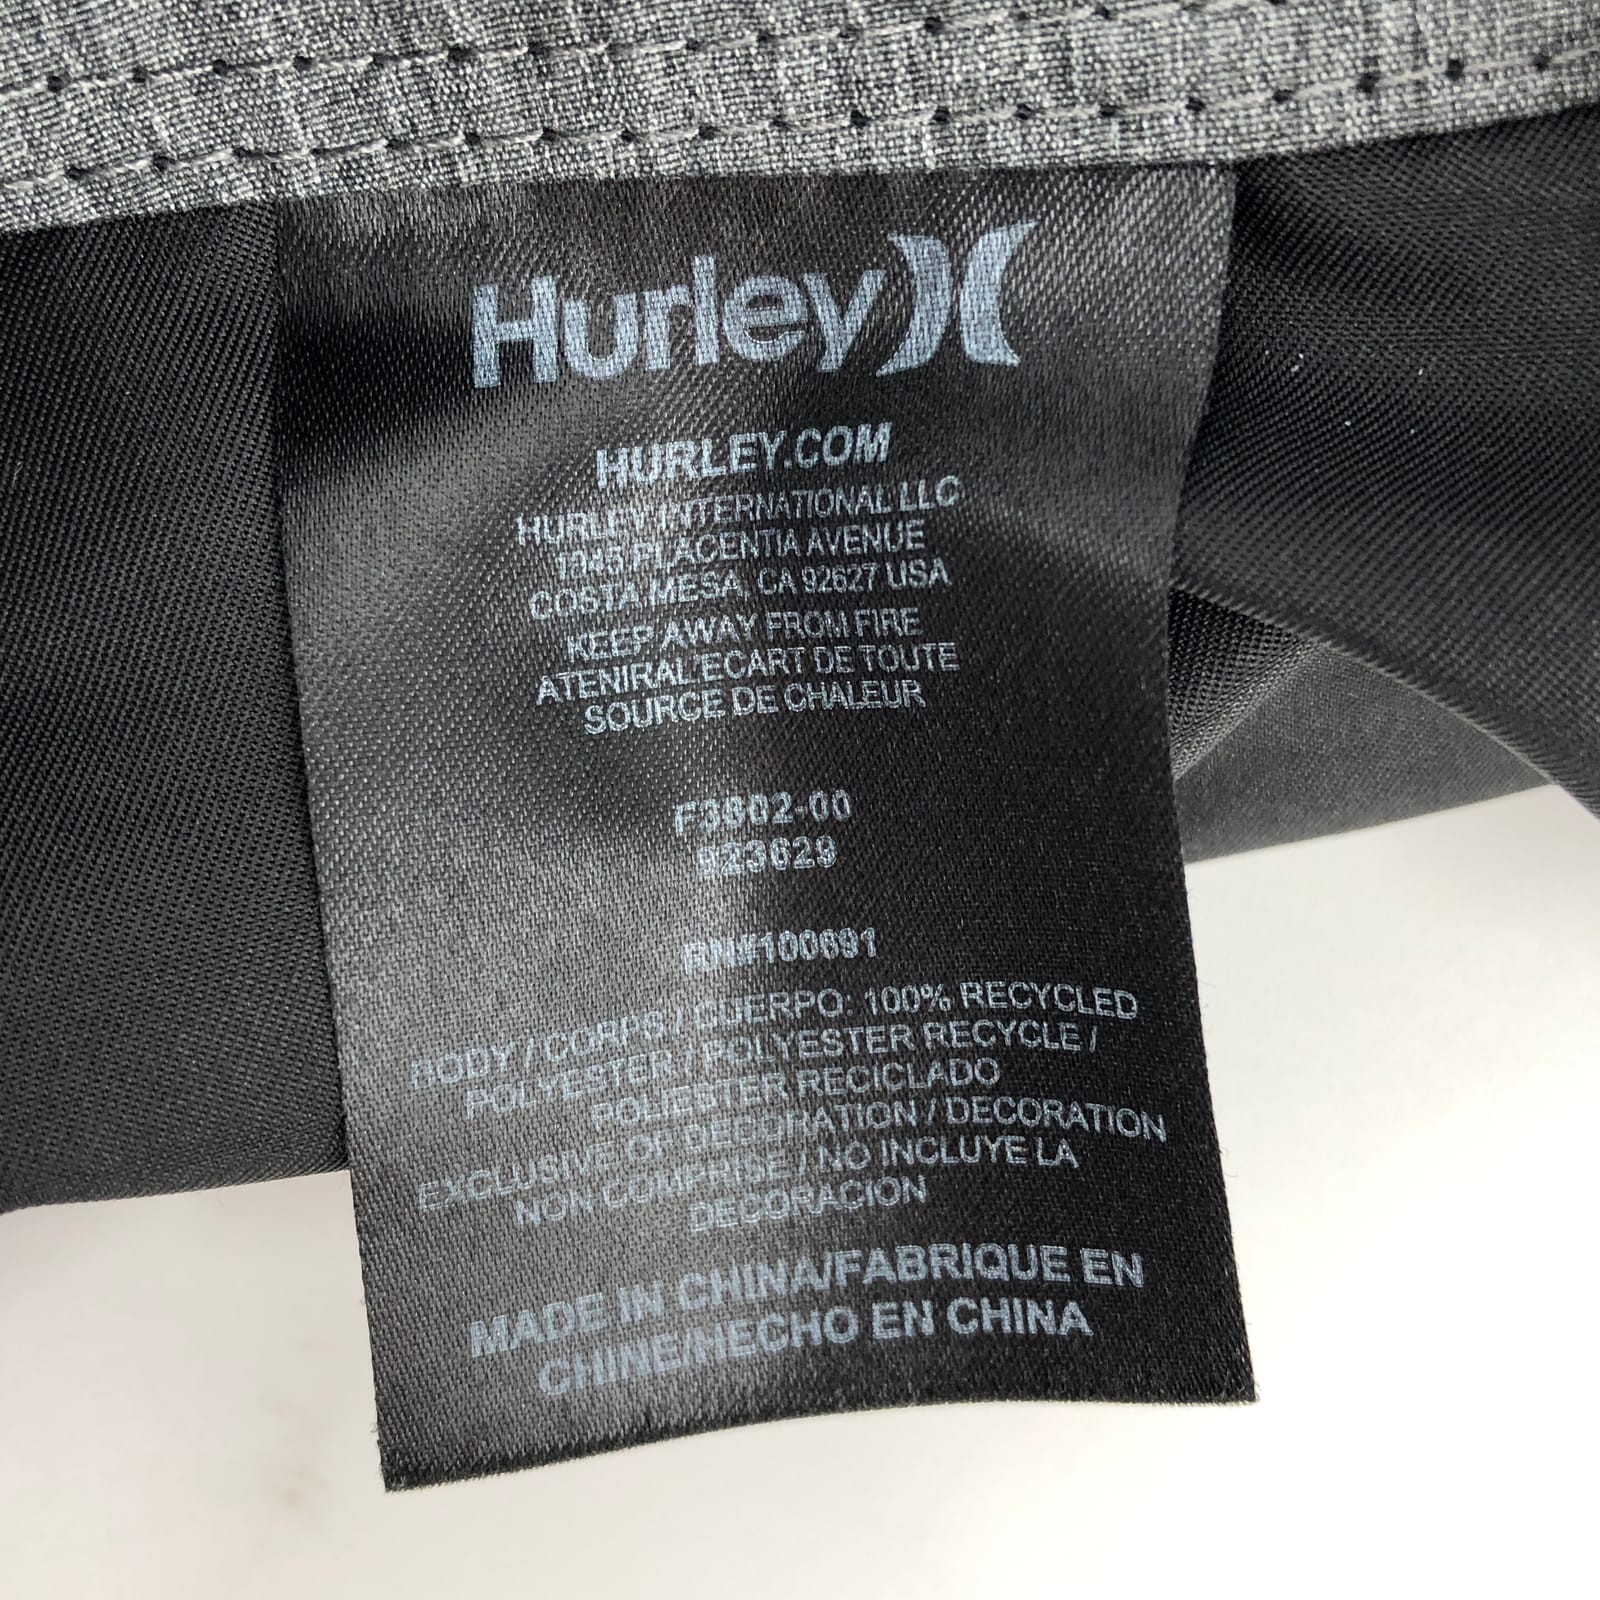 Hurley
HURLEY.COM
HURLEY INTERNATIONAL LLC
1945 PLACENTIA AVENUE
COSTA MESA, CA 92627 USA
KEEP AWAY FROM FIRE
ATENIRAL'ECART DE TOUTE
SOURCE DE CHALEUR
F3802-00
923629
RN#100691
BODY / CORPS / CUERPO: 100% RECYCLED
POLYESTER / POLYESTER RECYCLE /
POLIESTER RECICLADO
EXCLUSIVE OF DECORATION / DECORATION
NON COMPRISE / NO INCLUYE LA
DECORACION
MADE IN CHINA/FABRIQUE EN
CHINE/HECHO EN CHINA